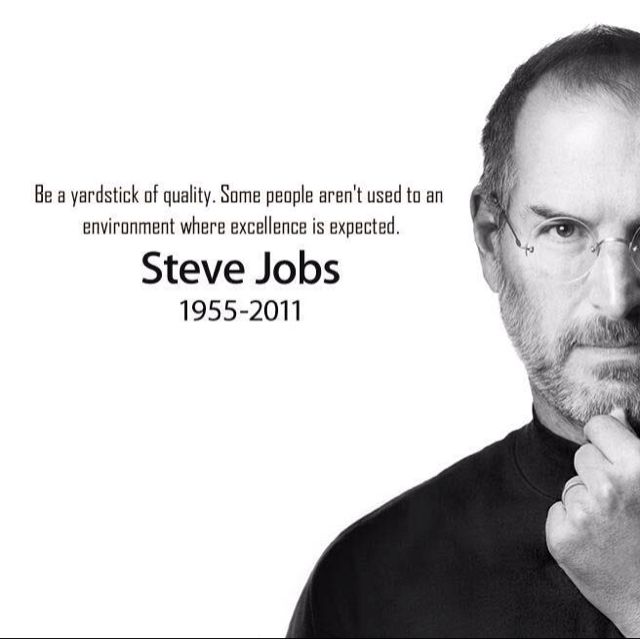 Be a yardstick of quality. Some people aren't used to an
environment where excellence is expected.
Steve Jobs
1955-2011